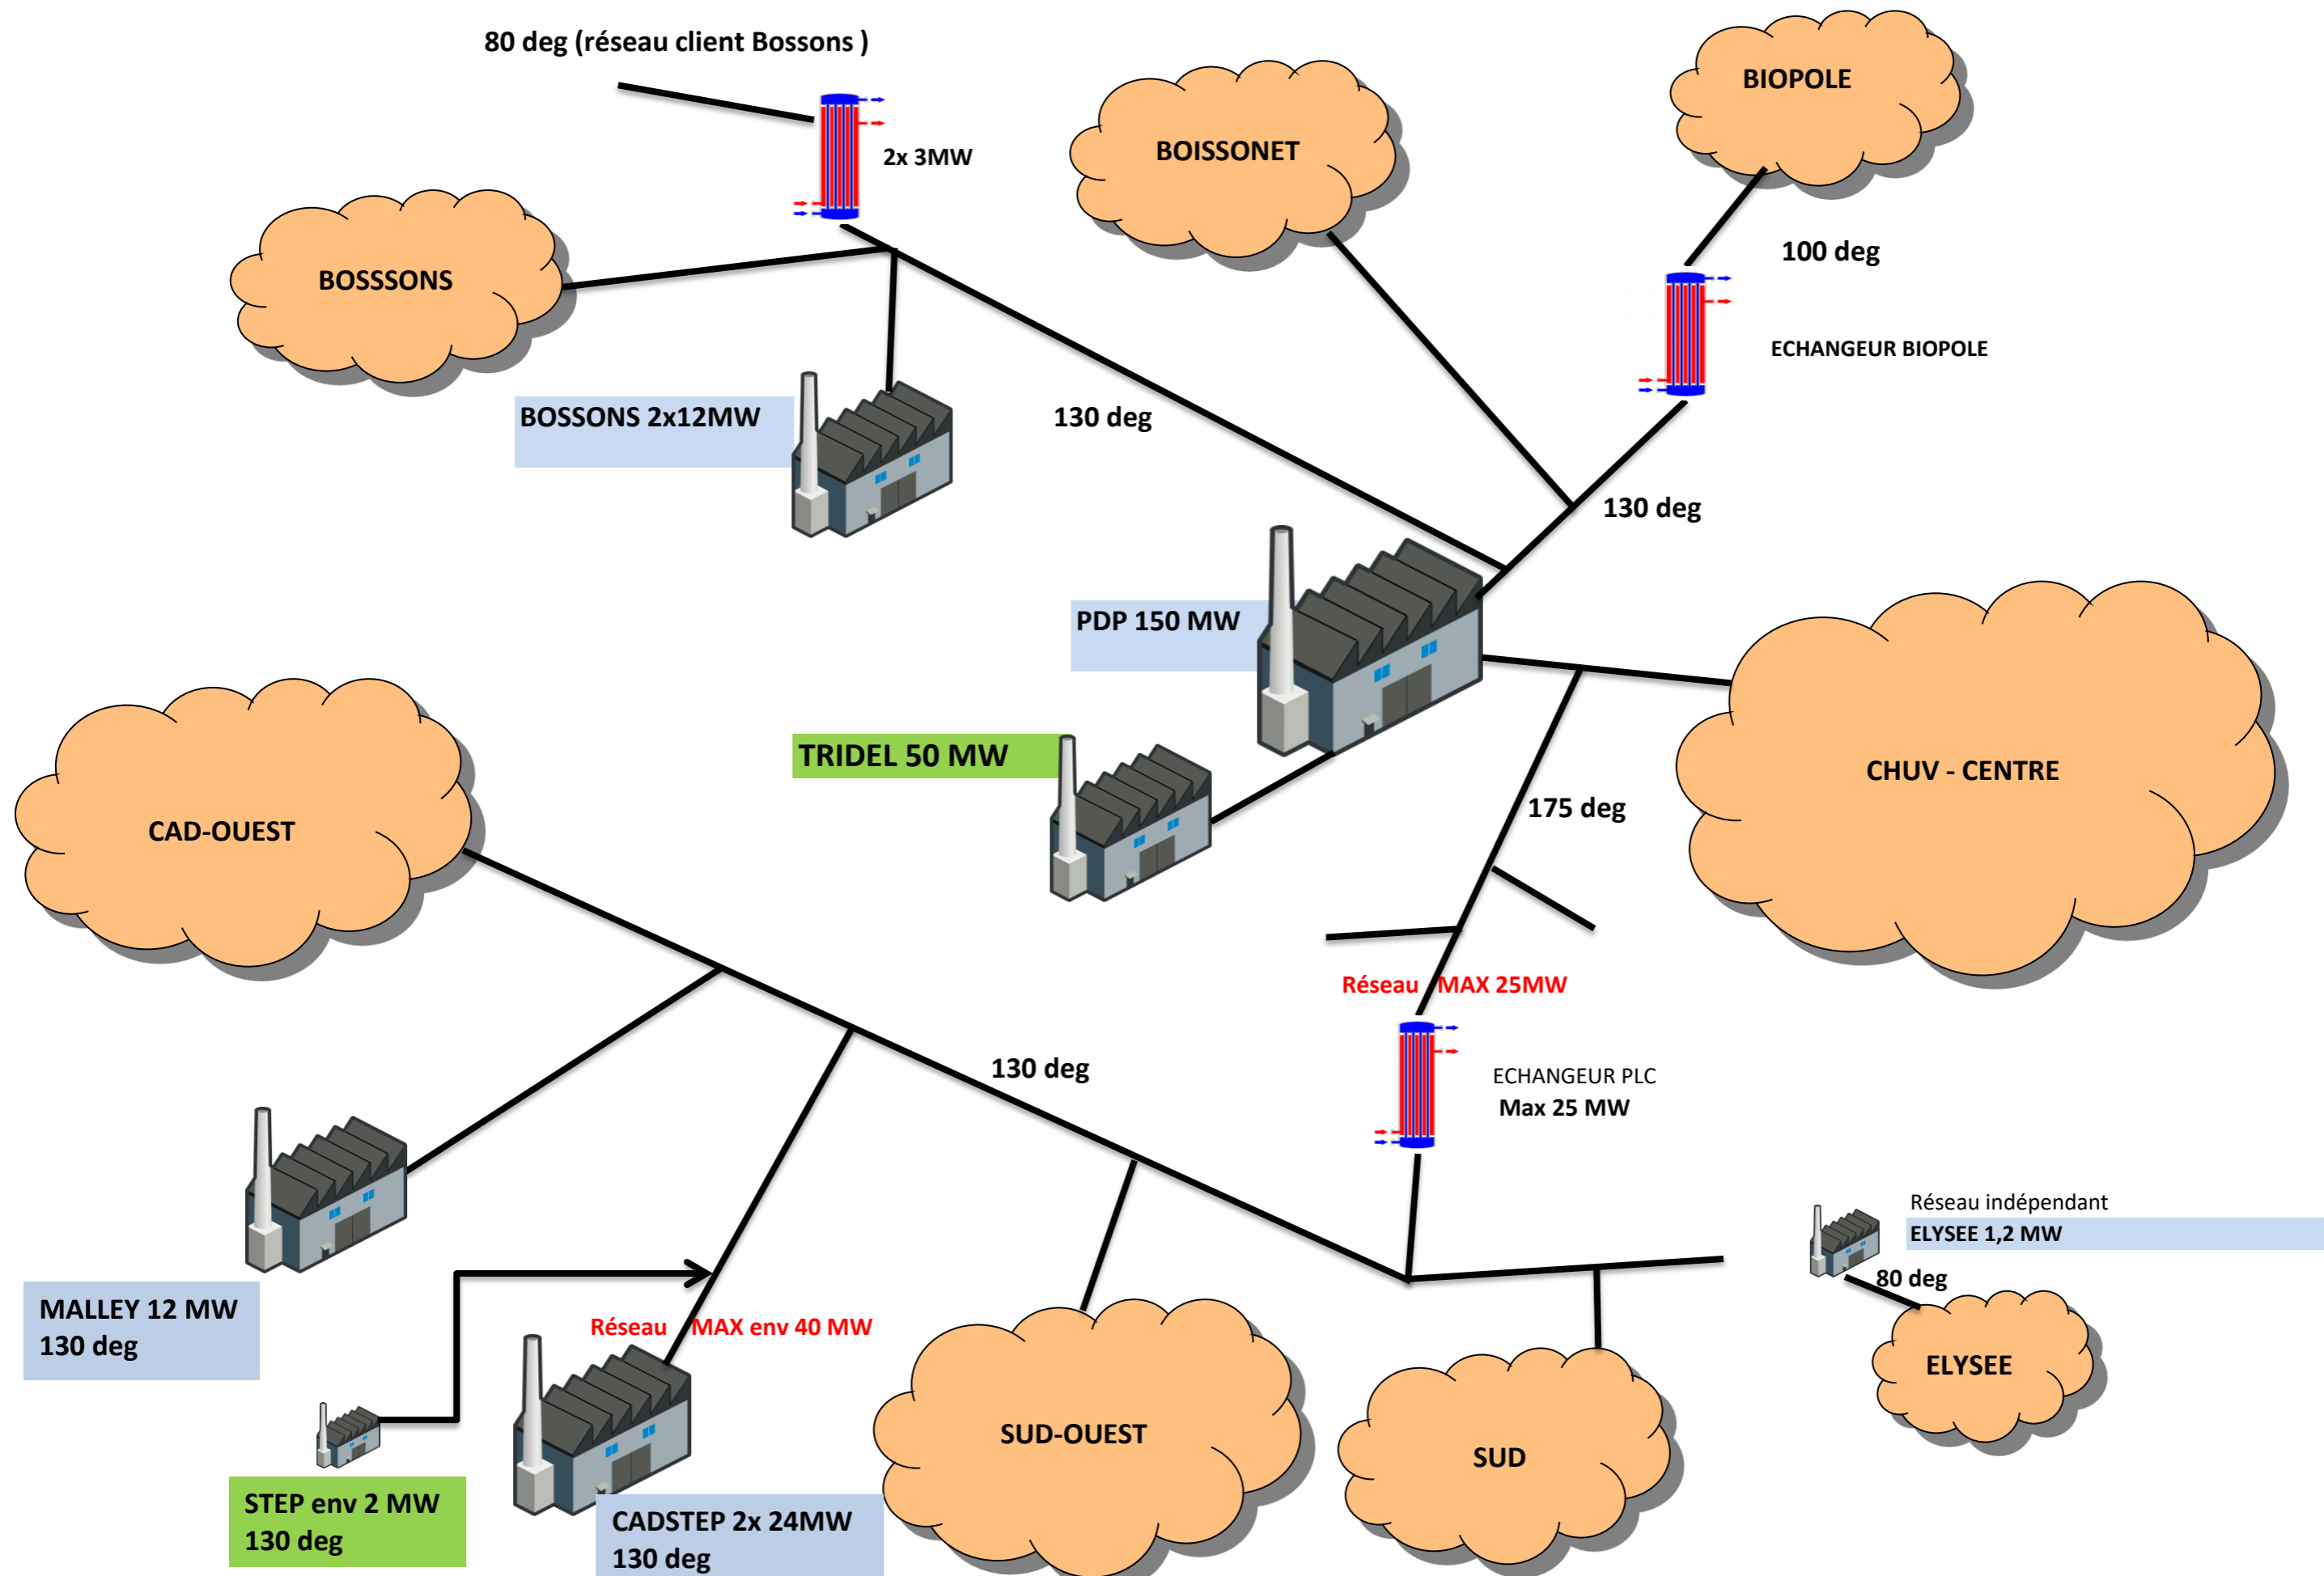 80 deg (réseau client Bossons )
BIOPOLE
2x 3MW
BOISSONET
100 deg
BOSSSONS
ECHANGEUR BIOPOLE
BOSSONS 2x12MW
130 deg
130 deg
PDP 150 MW
TRIDEL 50 MW
CHUV - CENTRE
175 deg
CAD-OUEST
Réseau MAX 25MW
130 deg
ECHANGEUR PLC
Max 25 MW
Réseau indépendant
ELYSEE 1,2 MW
80 deg
MALLEY 12 MW
130 deg
Réseau MAX env 40 MW
ELYSEE
SUD-OUEST
SUD
STEP env 2 MW
130 deg
CADSTEP 2x 24MW
130 deg